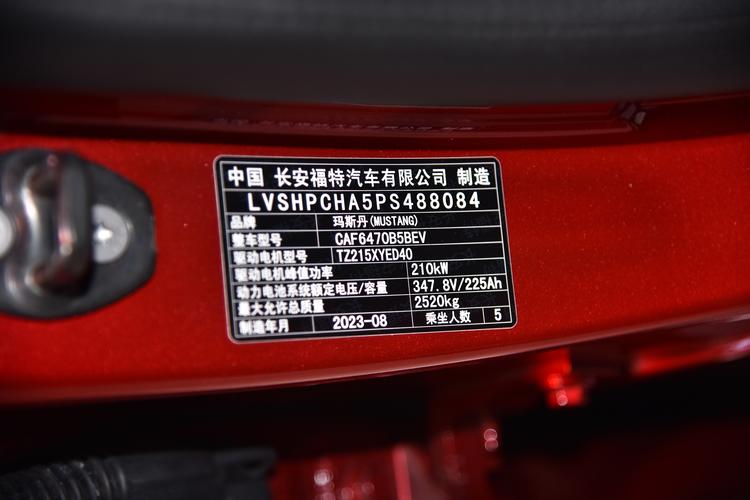 中国 长安福特汽车有限公司 制造
LVSHPCHA5PS488084
品牌 玛斯丹(MUSTANG)
整车型号 CAF6470B5BEV
驱动电机型号 TZ215XYED40
驱动电机峰值功率 210kW
动力电池系统额定电压/容量 347.8V/225Ah
最大允许总质量 2520kg
制造年月 2023-08 乘坐人数 5